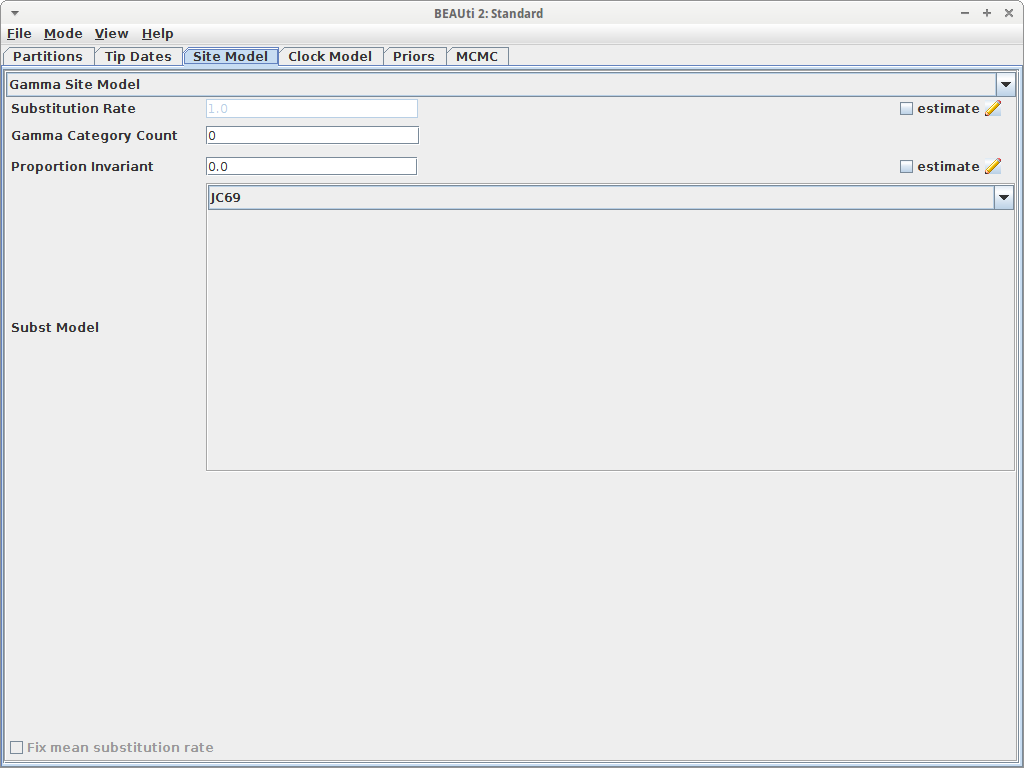 BEAUti 2: Standard
File Mode View Help
Partitions Tip Dates Site Model Clock Model Priors MCMC
Gamma Site Model
Substitution Rate 1.0 estimate
Gamma Category Count 0
Proportion Invariant 0.0 estimate
JC69
Subst Model
Fix mean substitution rate